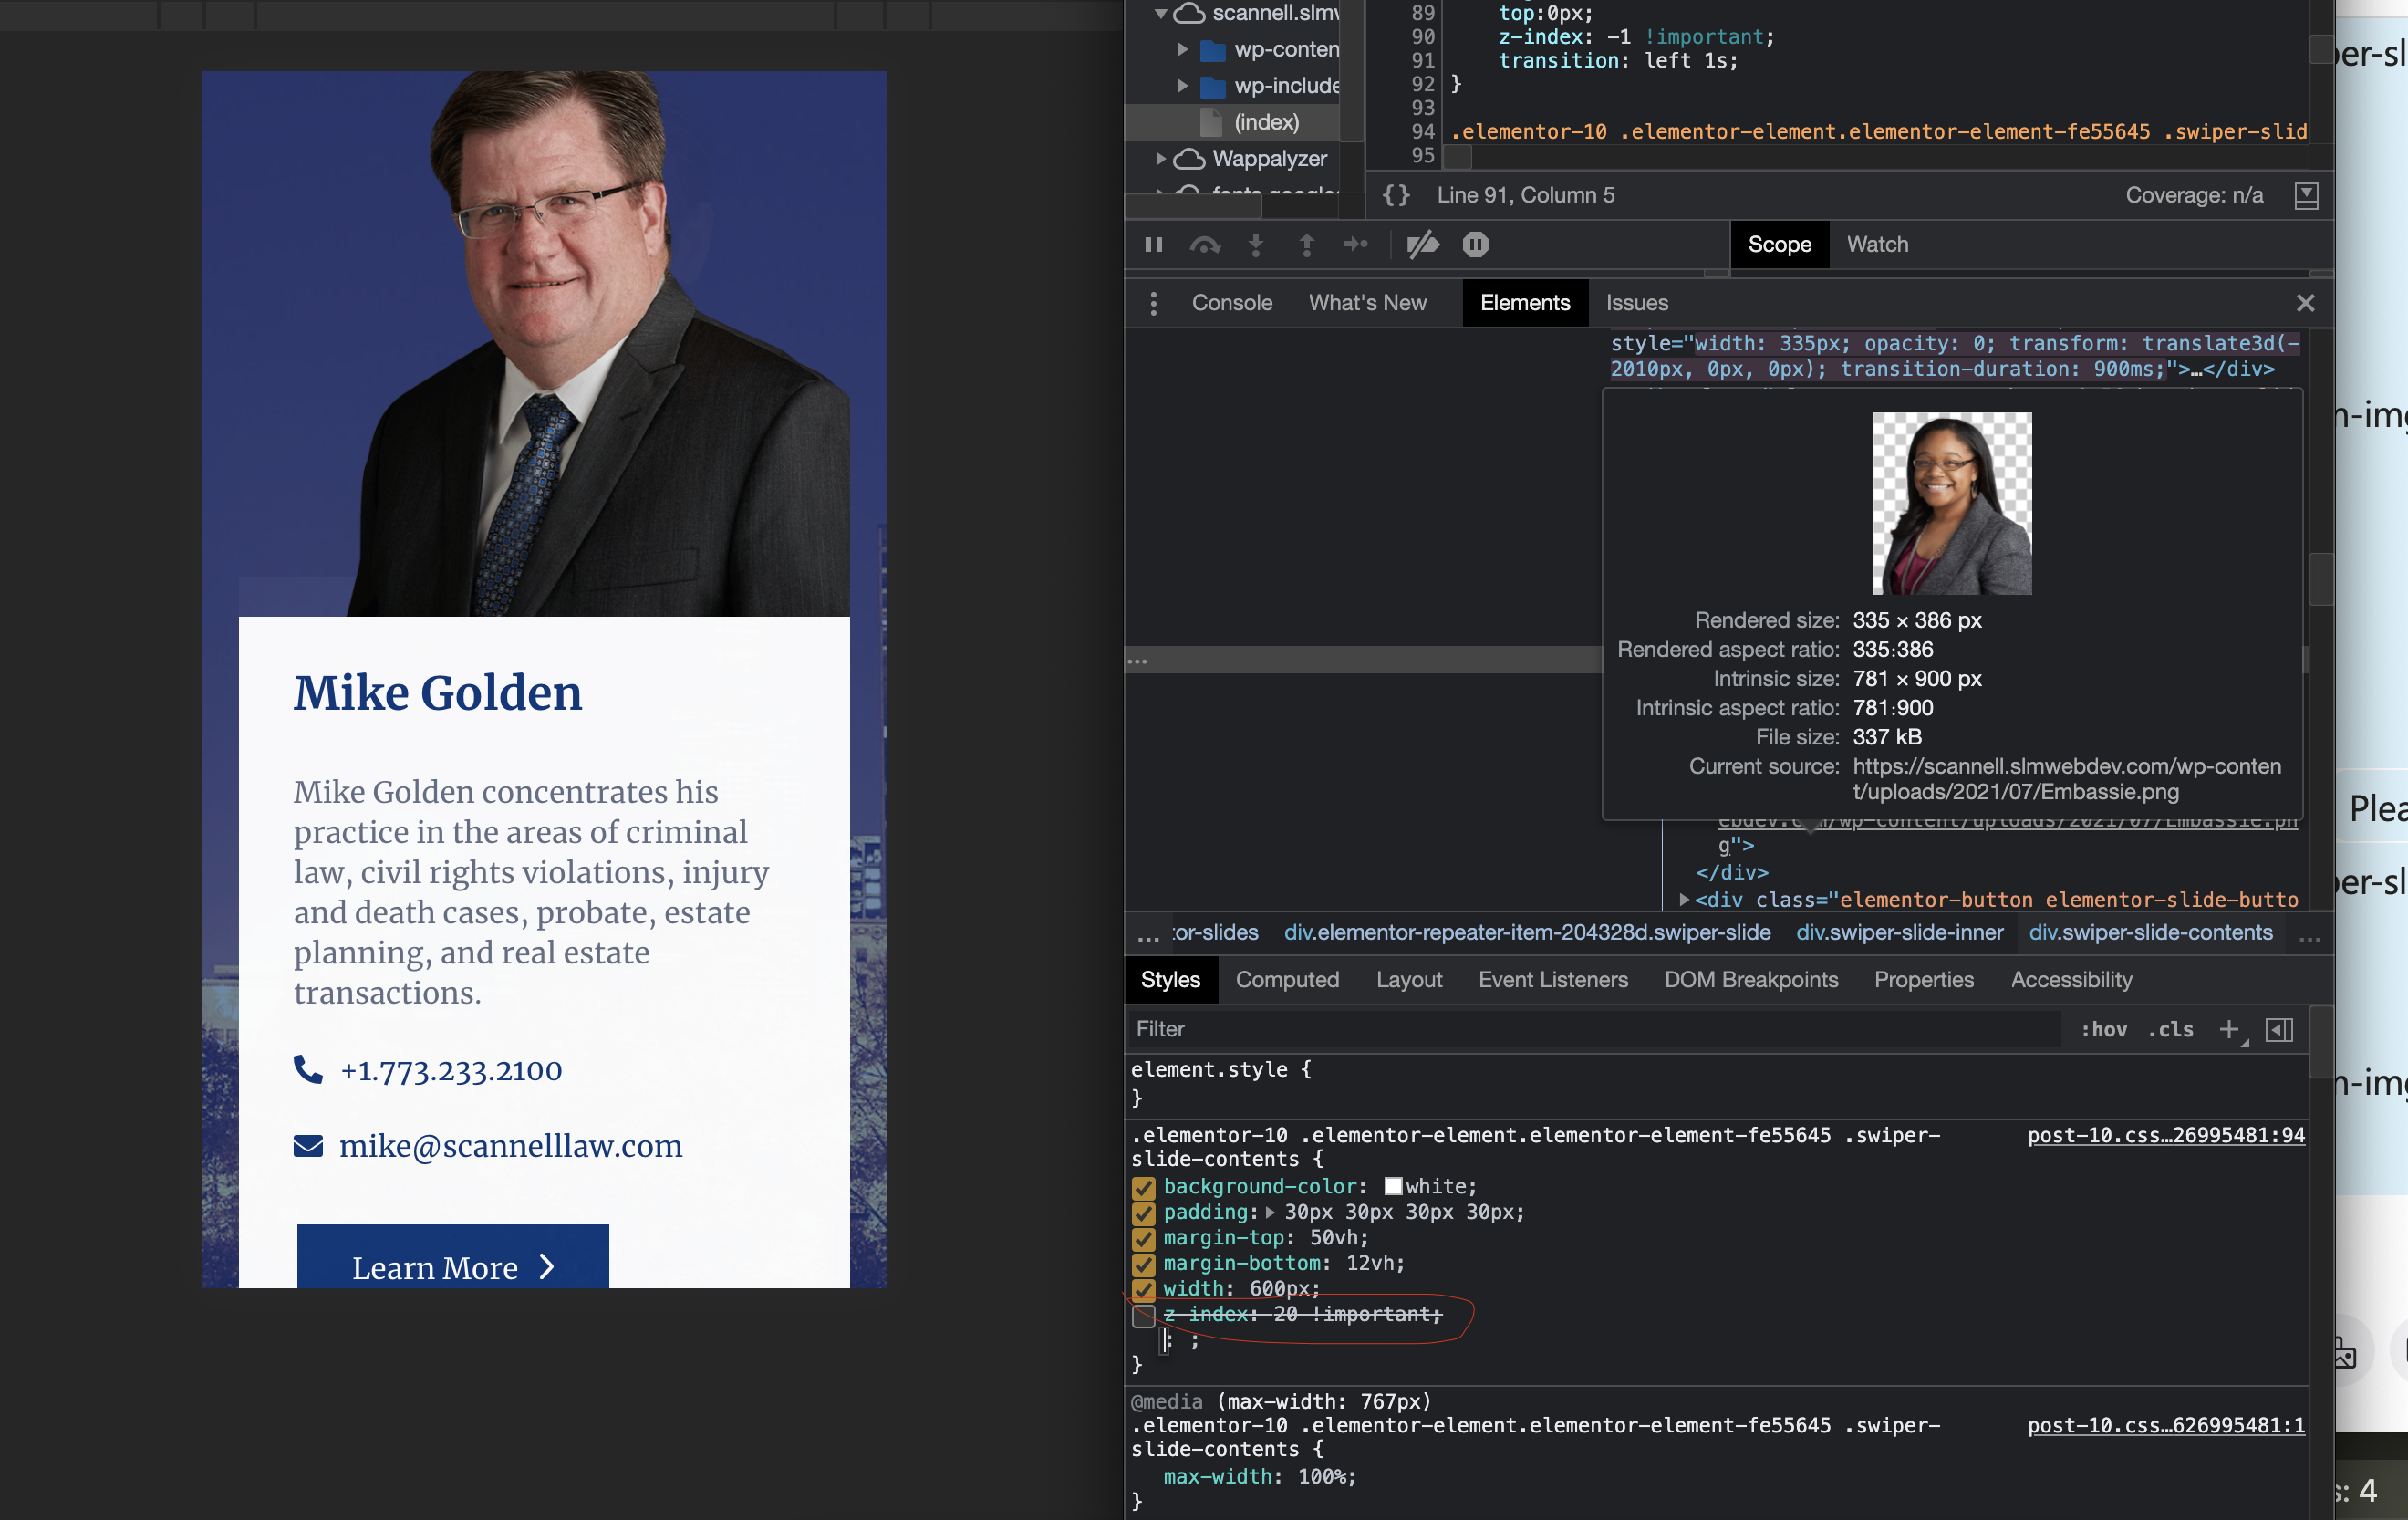 Mike Golden
Mike Golden concentrates his
practice in the areas of criminal
law, civil rights violations, injury
and death cases, probate, estate
planning, and real estate
transactions.
+1.773.233.2100
mike@scannelllaw.com
Learn More
scannell.slmw
wp-conten
wp-include
(index)
Wappalyzer
89 top:0px;
90 z-index: -1 !important;
91 transition: left 1s;
92 }
93
94 .elementor-10 .elementor-element.elementor-element-fe55645 .swiper-slid
95
{} Line 91, Column 5 Coverage: n/a
Scope Watch
Console What's New Elements Issues
style="width: 335px; opacity: 0; transform: translate3d(-
2010px, 0px, 0px); transition-duration: 900ms;">…</div>
Rendered size: 335 × 386 px
Rendered aspect ratio: 335:386
Intrinsic size: 781 × 900 px
Intrinsic aspect ratio: 781:900
File size: 337 kB
Current source: https://scannell.slmwebdev.com/wp-conten
t/uploads/2021/07/Embassie.png
g">
</div>
<div class="elementor-button elementor-slide-butto
... tor-slides div.elementor-repeater-item-204328d.swiper-slide div.swiper-slide-inner div.swiper-slide-contents ...
Styles Computed Layout Event Listeners DOM Breakpoints Properties Accessibility
Filter :hov .cls +
element.style {
}
.elementor-10 .elementor-element.elementor-element-fe55645 .swiper- post-10.css…26995481:94
slide-contents {
background-color: white;
padding: 30px 30px 30px 30px;
margin-top: 50vh;
margin-bottom: 12vh;
width: 600px;
z-index: 20 !important;
: ;
}
@media (max-width: 767px)
.elementor-10 .elementor-element.elementor-element-fe55645 .swiper- post-10.css…626995481:1
slide-contents {
max-width: 100%;
}
per-sl
n-img
Plea
per-sl
n-img
s: 4